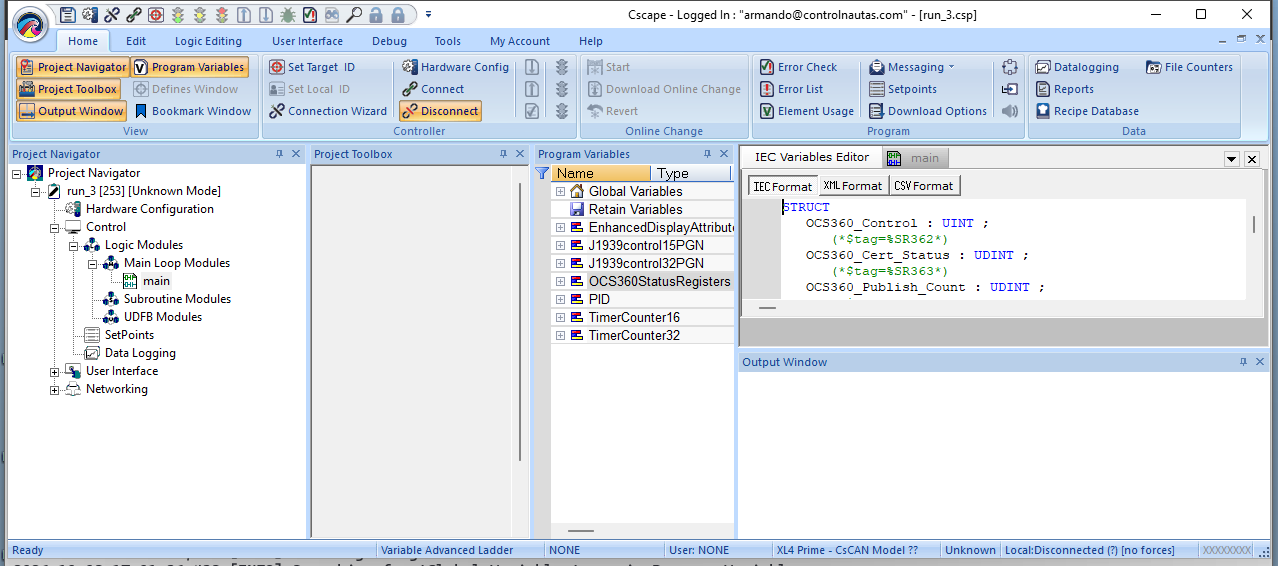 Cscape - Logged In : "armando@controlnautas.com" - [run_3.csp]
Home Edit Logic Editing User Interface Debug Tools My Account Help
Project Navigator Program Variables Set Target ID Hardware Config Start Error Check Messaging Datalogging File Counters
Project Toolbox Defines Window Set Local ID Connect Download Online Change Error List Setpoints Reports
Output Window Bookmark Window Connection Wizard Disconnect Revert Element Usage Download Options Recipe Database
View Controller Online Change Program Data
Project Navigator
Project Navigator
run_3 [253] [Unknown Mode]
Hardware Configuration
Control
Logic Modules
Main Loop Modules
main
Subroutine Modules
UDFB Modules
SetPoints
Data Logging
User Interface
Networking
Project Toolbox
Program Variables
Name Type
Global Variables
Retain Variables
EnhancedDisplayAttribute
J1939control15PGN
J1939control32PGN
OCS360StatusRegisters
PID
TimerCounter16
TimerCounter32
IEC Variables Editor main
IEC Format XML Format CSV Format
STRUCT
OCS360_Control : UINT ;
(*$tag=%SR362*)
OCS360_Cert_Status : UDINT ;
(*$tag=%SR363*)
OCS360_Publish_Count : UDINT ;
Output Window
Ready Variable Advanced Ladder NONE User: NONE XL4 Prime - CsCAN Model ?? Unknown Local:Disconnected (?) [no forces] XXXXXXXX